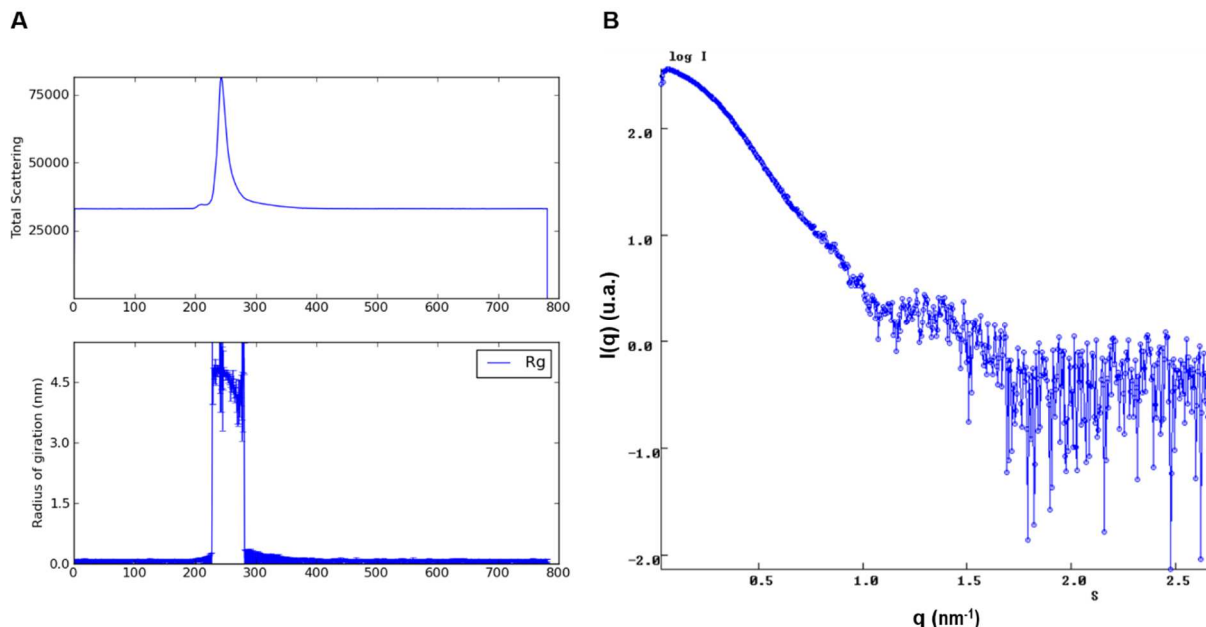 A
75000
50000
25000
Total Scattering
0 100 200 300 400 500 600 700 800
Rg
4.5
3.0
1.5
0.0
Radius of giration (nm)
0 100 200 300 400 500 600 700 800
B
log I
2.0
1.0
0.0
-1.0
-2.0
I(q) (u.a.)
0.5 1.0 1.5 2.0 2.5
S
q (nm-1)